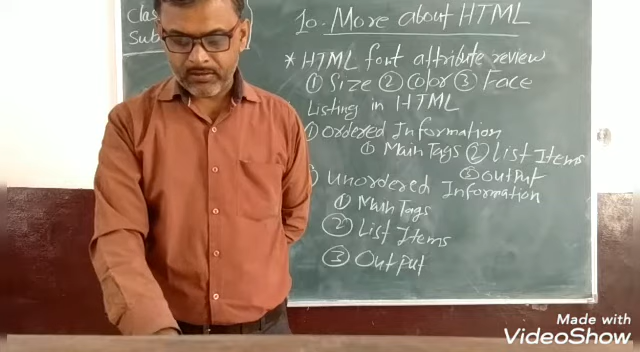 Clas
Sub
10. More about HTML
* HTML font attribute review
① Size ② Color ③ Face
Listing in HTML
① Ordered Information
① Main Tags ② List Items
③ Output
Unordered Information
① Main Tags
② List Items
③ Output
Made with
VideoShow